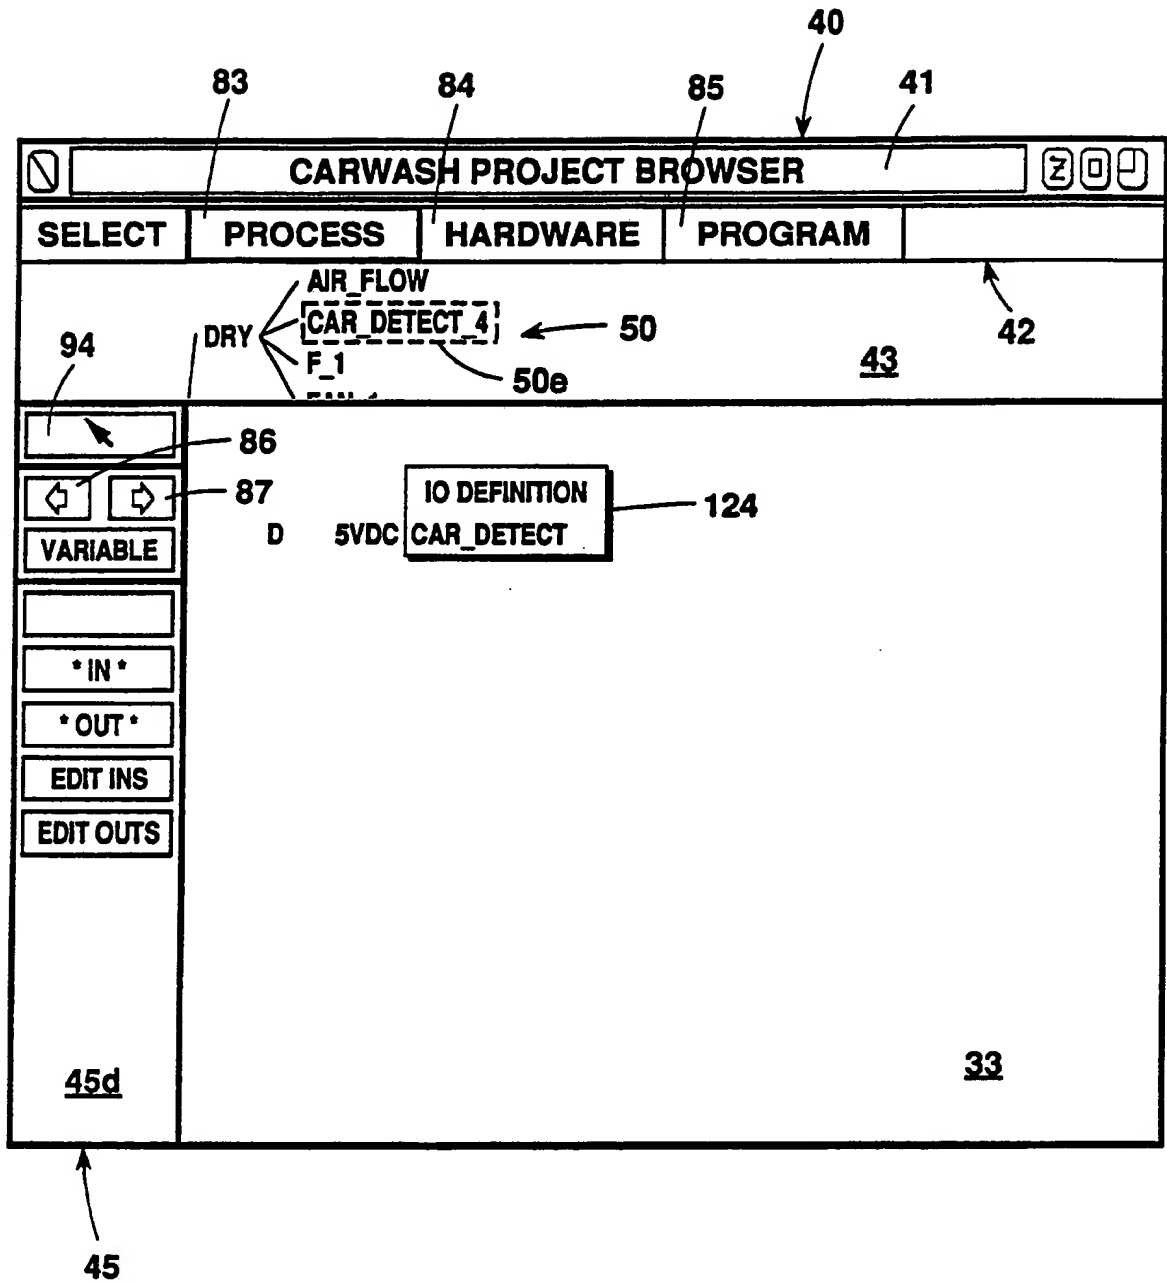 40
83
84
85
41
CARWASH PROJECT BROWSER
Z
SELECT PROCESS HARDWARE PROGRAM
AIR_FLOW
DRY
CAR_DETECT_4
50
42
94
F_1
50e
43
86
87
IO DEFINITION
124
D 5VDC CAR_DETECT
VARIABLE
* IN *
* OUT *
EDIT INS
EDIT OUTS
33
45d
45